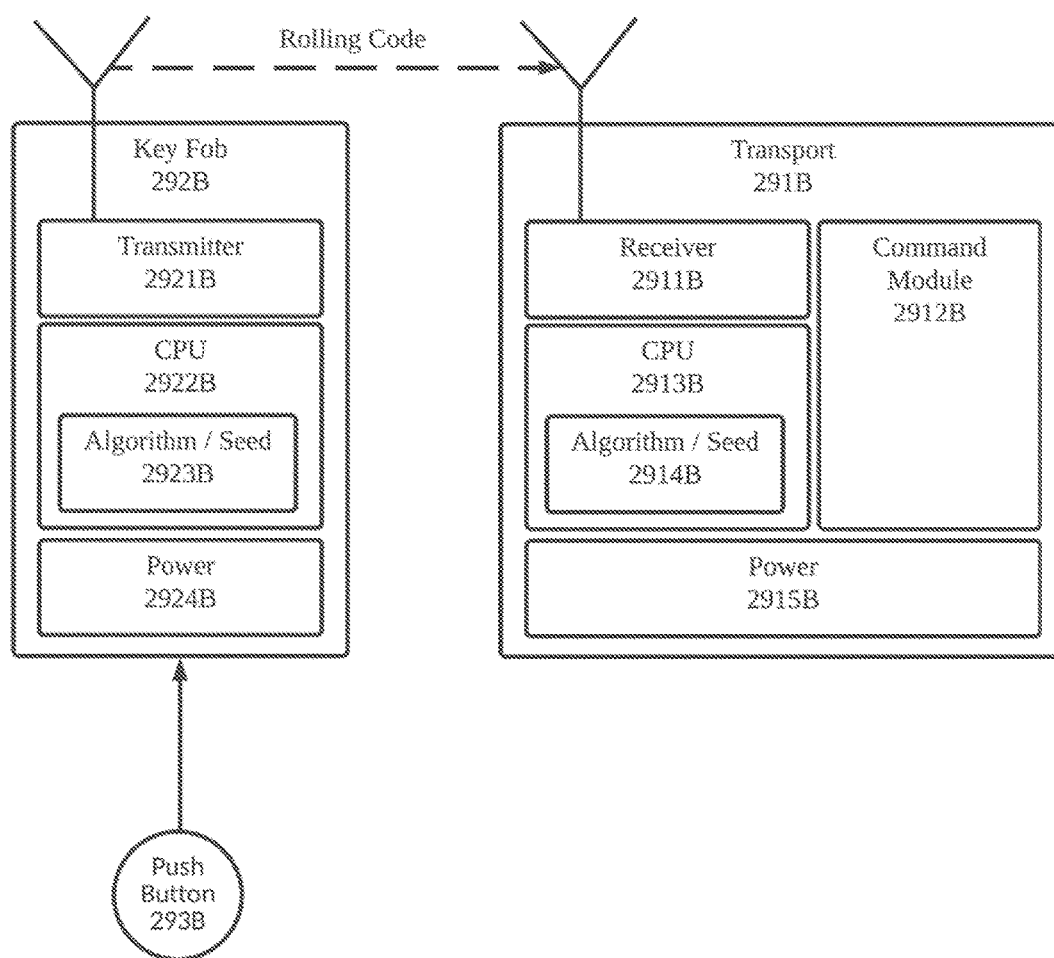 Rolling Code
Key Fob
292B
Transmitter
2921B
CPU
2922B
Algorithm / Seed
2923B
Power
2924B
Transport
291B
Receiver
2911B
Command
Module
2912B
CPU
2913B
Algorithm / Seed
2914B
Power
2915B
Push
Button
293B